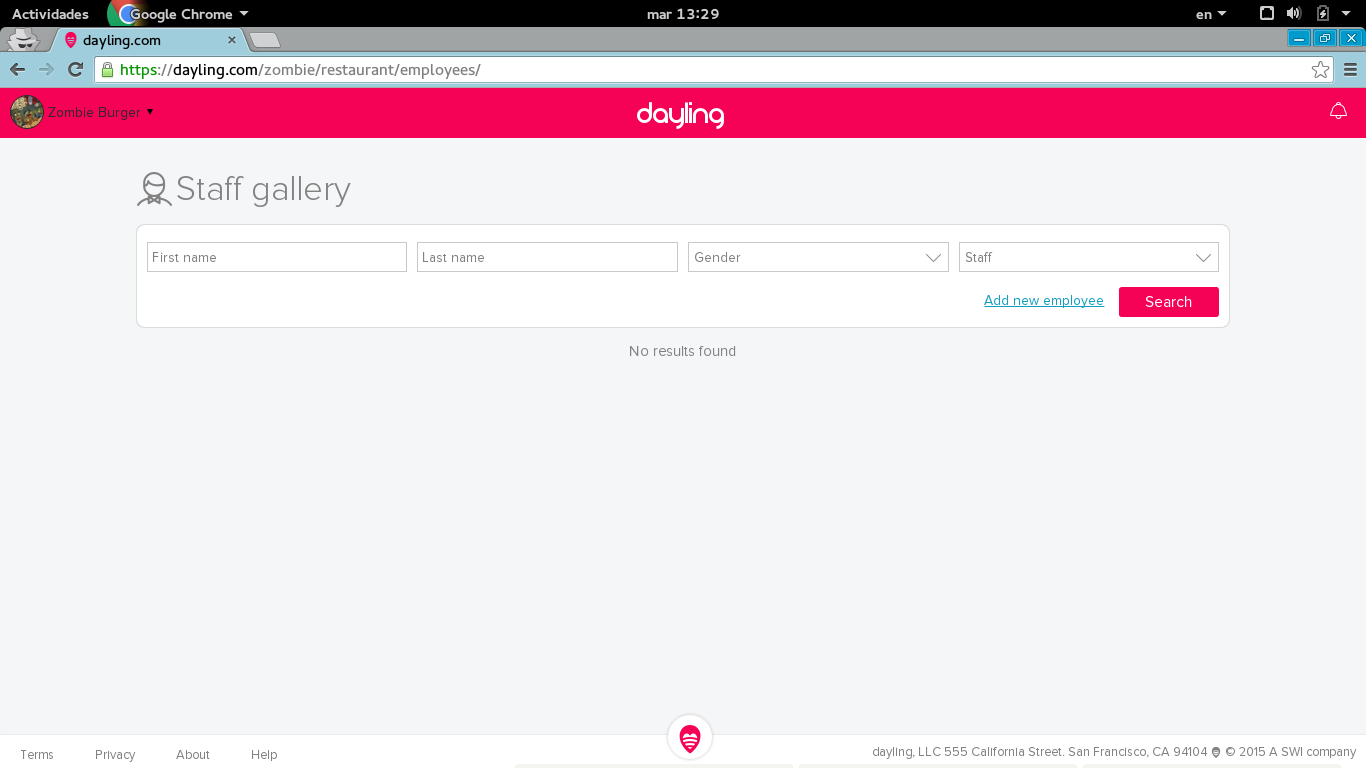 Actividades Google Chrome mar 13:29 en
dayling.com
https://dayling.com/zombie/restaurant/employees/
Zombie Burger dayling
Staff gallery
First name Last name Gender Staff
Add new employee Search
No results found
Terms Privacy About Help dayling, LLC 555 California Street. San Francisco, CA 94104 © 2015 A SWI company